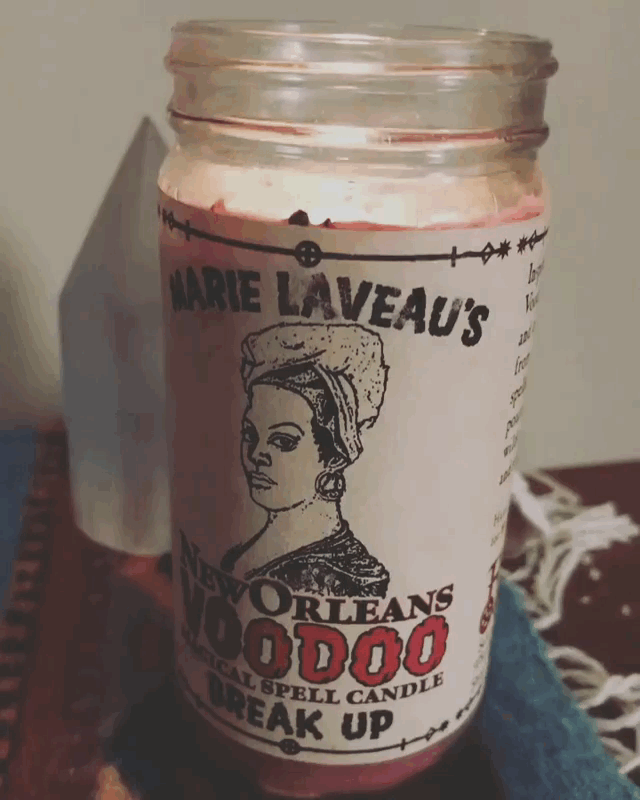 MARIE LAVEAU'S
NEW ORLEANS
VOODOO
MAGICAL SPELL CANDLE
BREAK UP